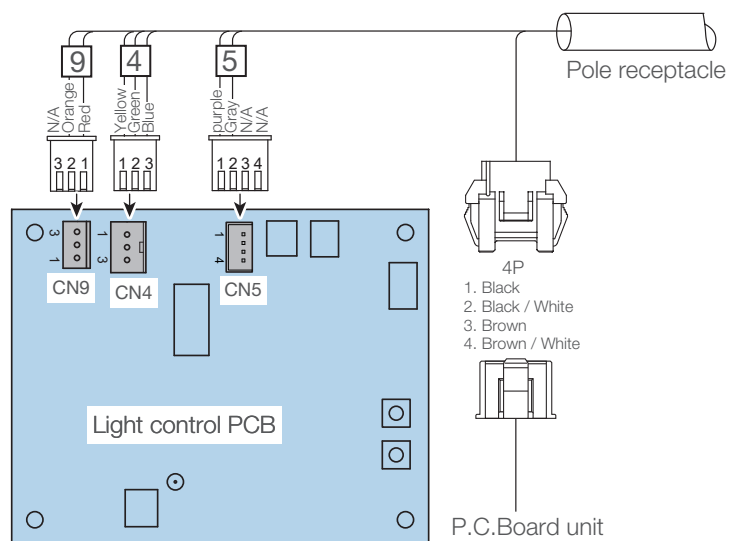 Pole receptacle
9
4
5
N/A
Orange
Red
Yellow
Green
Blue
purple
Gray
N/A
N/A
3 2 1
1 2 3
1 2 3 4
3
1
1
3
1
4
CN9
CN4
CN5
4P
1. Black
2. Black / White
3. Brown
4. Brown / White
Light control PCB
P.C.Board unit